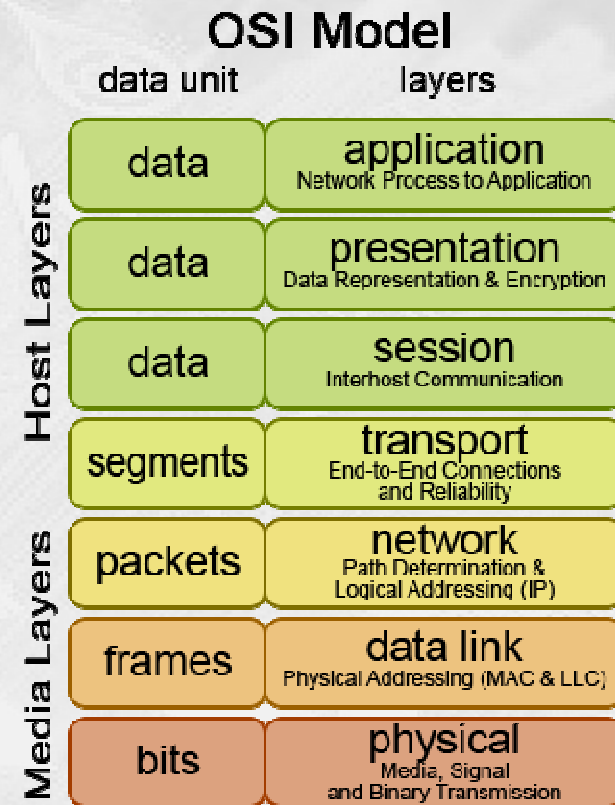 OSI Model
data unit layers
Host Layers
data application
Network Process to Application
data presentation
Data Representation & Encryption
data session
Interhost Communication
segments transport
End-to-End Connections
and Reliability
Media Layers
packets network
Path Determination &
Logical Addressing (IP)
frames data link
Physical Addressing (MAC & LLC)
bits physical
Media, Signal
and Binary Transmission